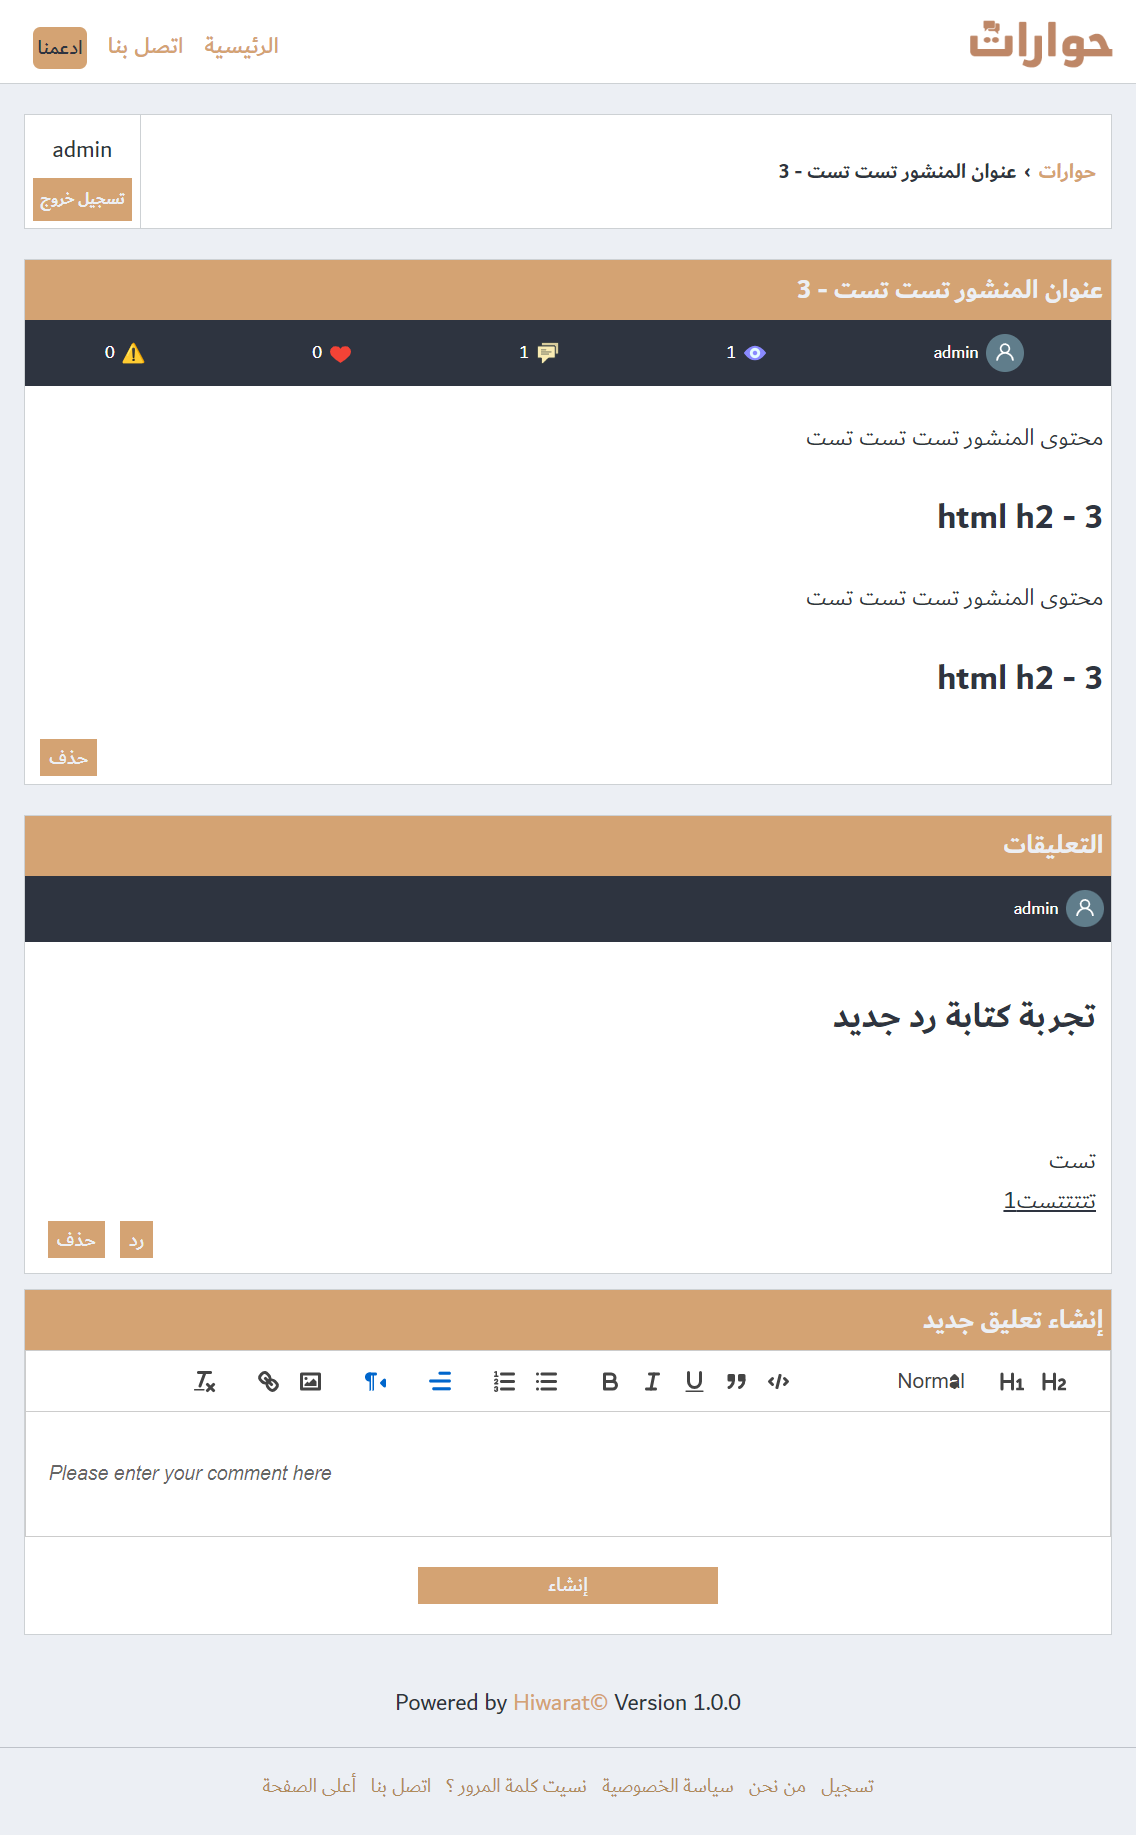 حوارات
الرئيسية اتصل بنا ادعمنا
حوارات › عنوان المنشور تست تست - 3
admin
تسجيل خروج
عنوان المنشور تست تست - 3
admin 1 1 0 0
محتوى المنشور تست تست تست
html h2 - 3
محتوى المنشور تست تست تست
html h2 - 3
حذف
التعليقات
admin
تجربة كتابة رد جديد
تست
تتتتتست1
رد حذف
إنشاء تعليق جديد
Normal H1 H2
Please enter your comment here
إنشاء
Powered by Hiwarat© Version 1.0.0
تسجيل من نحن سياسة الخصوصية نسيت كلمة المرور ؟ اتصل بنا أعلى الصفحة